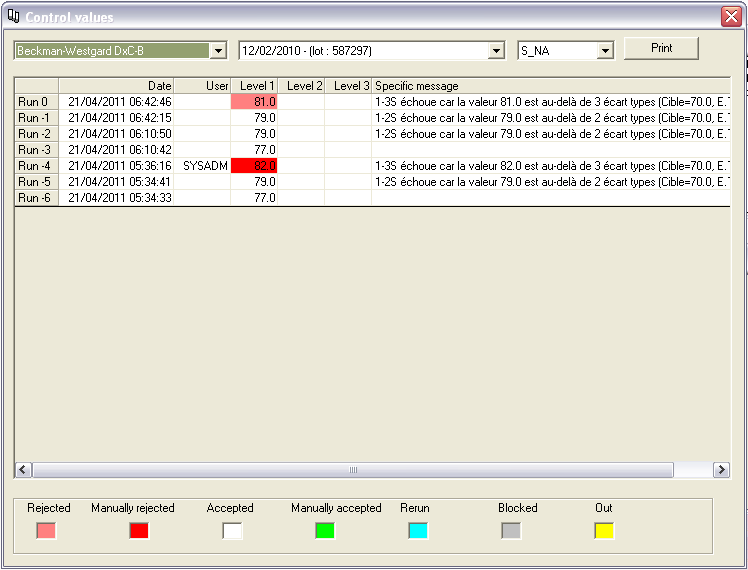 Control values
Beckman-Westgard DxC-B 12/02/2010 - (lot : 587297) S_NA Print
Date User Level 1 Level 2 Level 3 Specific message
Run 0 21/04/2011 06:42:46 81.0 1-3S échoue car la valeur 81.0 est au-delà de 3 écart types (Cible=70.0, E.T
Run -1 21/04/2011 06:42:15 79.0 1-2S échoue car la valeur 79.0 est au-delà de 2 écart types (Cible=70.0, E.T
Run -2 21/04/2011 06:10:50 79.0 1-2S échoue car la valeur 79.0 est au-delà de 2 écart types (Cible=70.0, E.T
Run -3 21/04/2011 06:10:42 77.0
Run -4 21/04/2011 05:36:16 SYSADM 82.0 1-3S échoue car la valeur 82.0 est au-delà de 3 écart types (Cible=70.0, E.T
Run -5 21/04/2011 05:34:41 79.0 1-2S échoue car la valeur 79.0 est au-delà de 2 écart types (Cible=70.0, E.T
Run -6 21/04/2011 05:34:33 77.0
Rejected Manually rejected Accepted Manually accepted Rerun Blocked Out